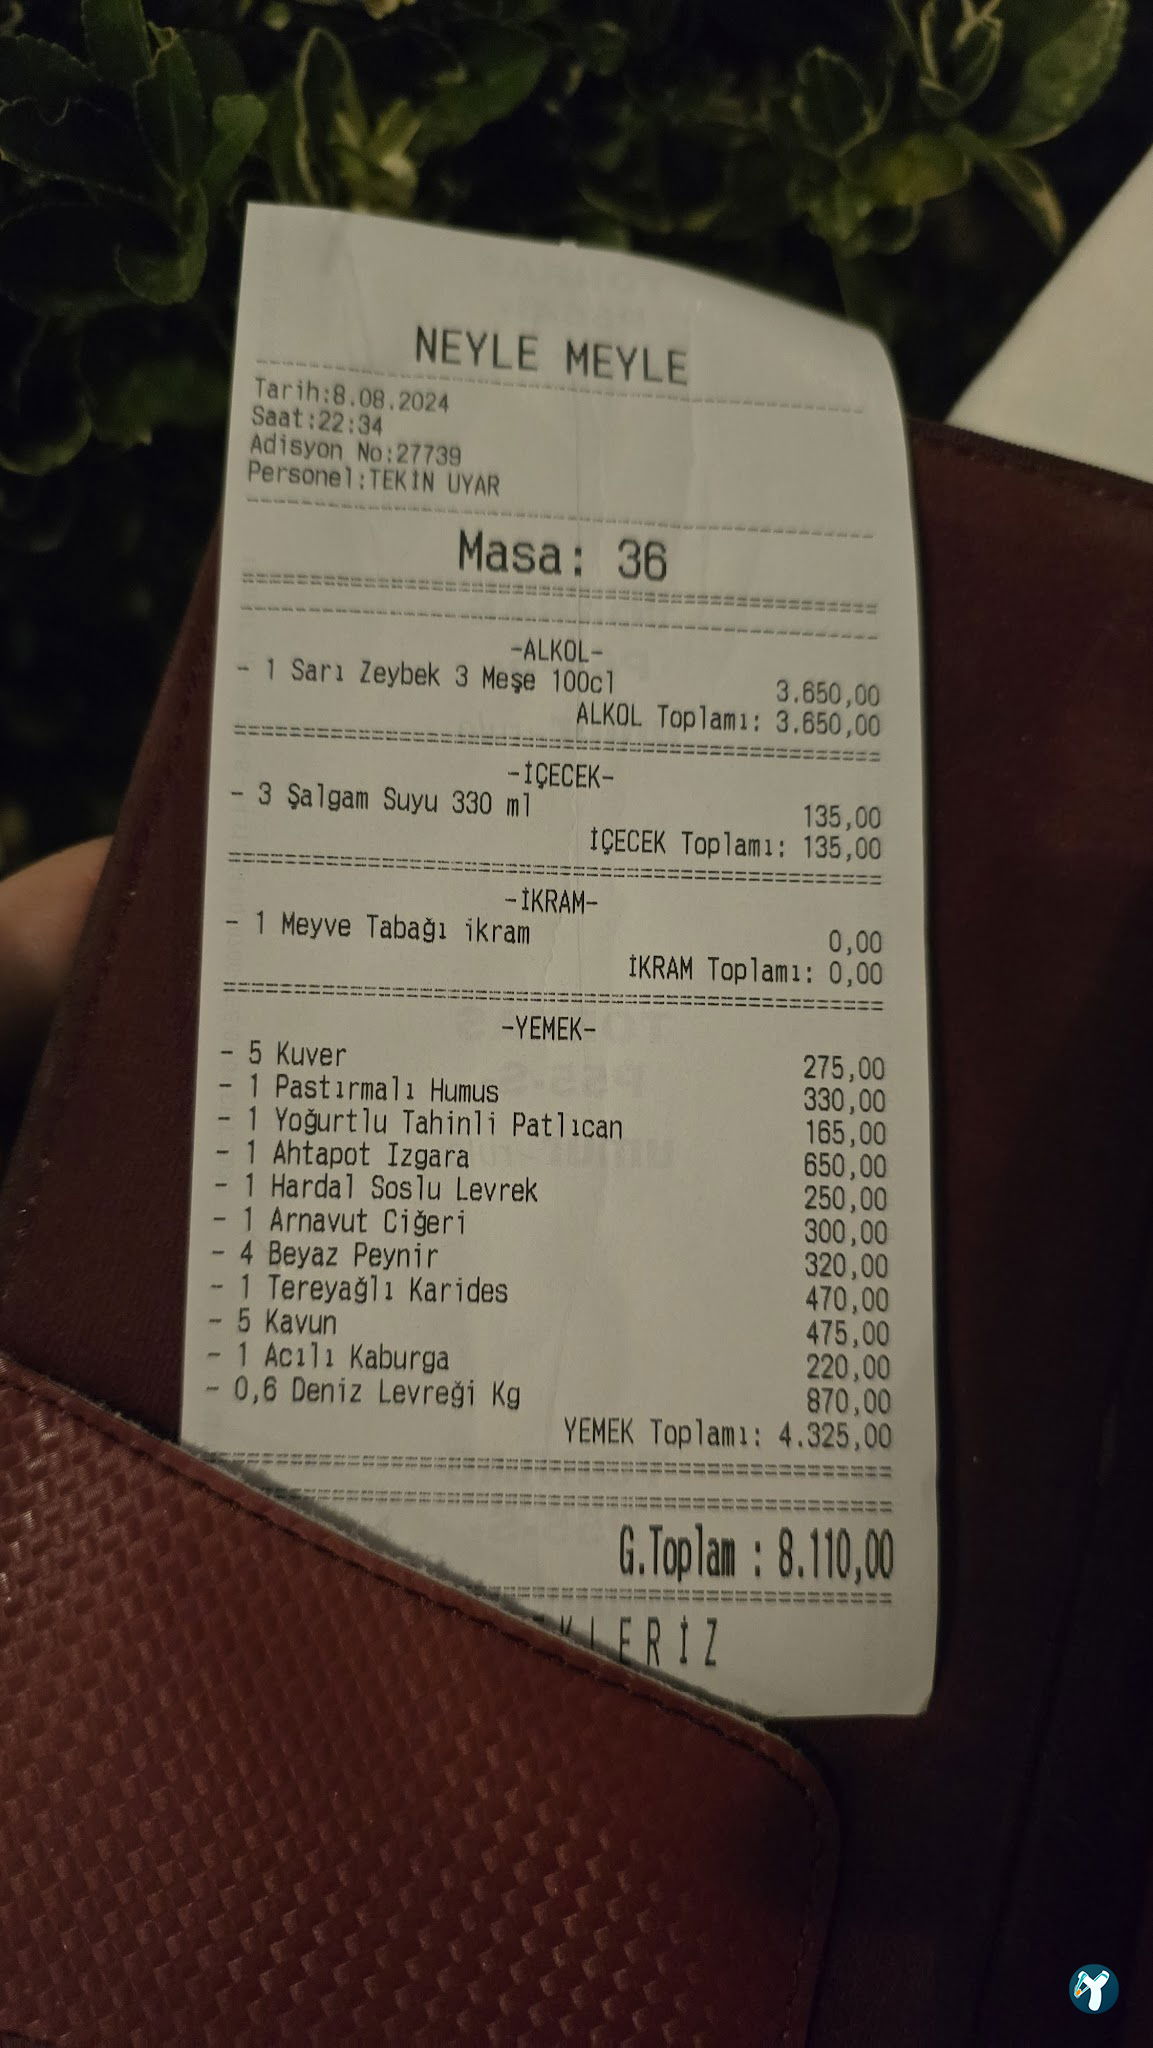 NEYLE MEYLE
Tarih:8.08.2024
Saat:22:34
Adisyon No:27739
Personel:TEKİN UYAR
Masa: 36
-ALKOL-
- 1 Sarı Zeybek 3 Meşe 100cl 3.650,00
ALKOL Toplamı: 3.650,00
-İÇECEK-
- 3 Şalgam Suyu 330 ml 135,00
İÇECEK Toplamı: 135,00
-İKRAM-
- 1 Meyve Tabağı ikram 0,00
İKRAM Toplamı: 0,00
-YEMEK-
- 5 Kuver 275,00
- 1 Pastırmalı Humus 330,00
- 1 Yoğurtlu Tahinli Patlıcan 165,00
- 1 Ahtapot Izgara 650,00
- 1 Hardal Soslu Levrek 250,00
- 1 Arnavut Ciğeri 300,00
- 4 Beyaz Peynir 320,00
- 1 Tereyağlı Karides 470,00
- 5 Kavun 475,00
- 1 Acılı Kaburga 220,00
- 0,6 Deniz Levreği Kg 870,00
YEMEK Toplamı: 4.325,00
G.Toplam : 8.110,00